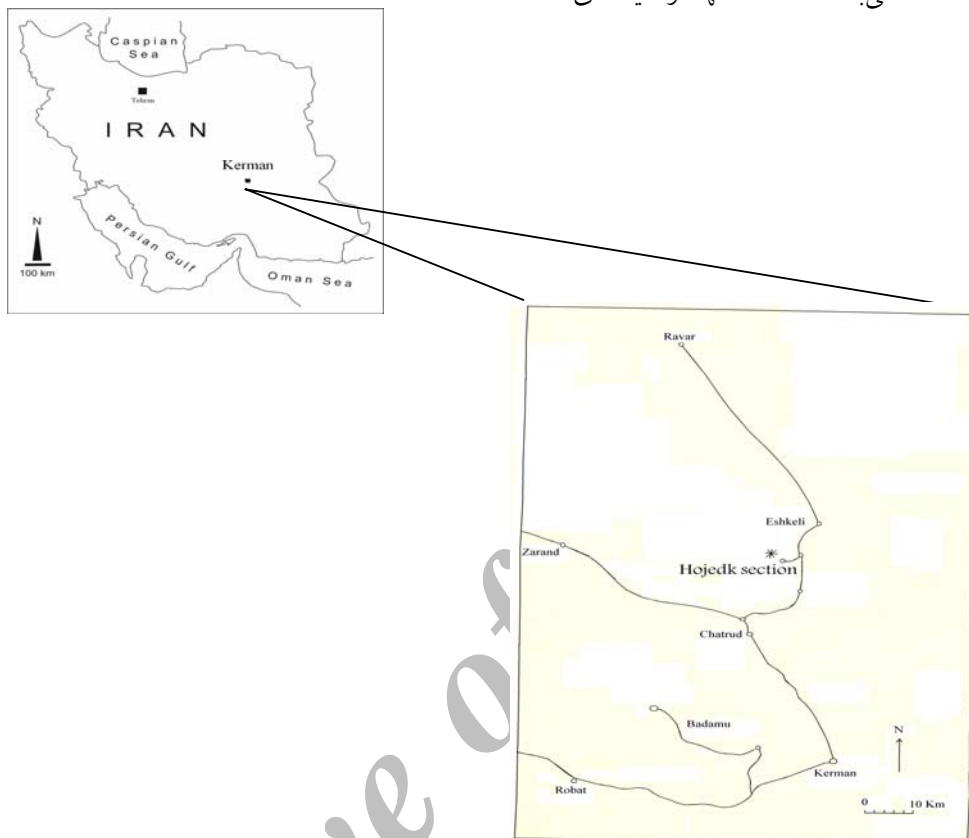 Caspian
Sea
Tehran
IRAN
Kerman
N
100 km
Persian Gulf
Oman Sea
Ravar
Eshkeli
Zarand
Hojedk section
Chatrud
Badamu
N
Kerman
Robat
0 10 Km